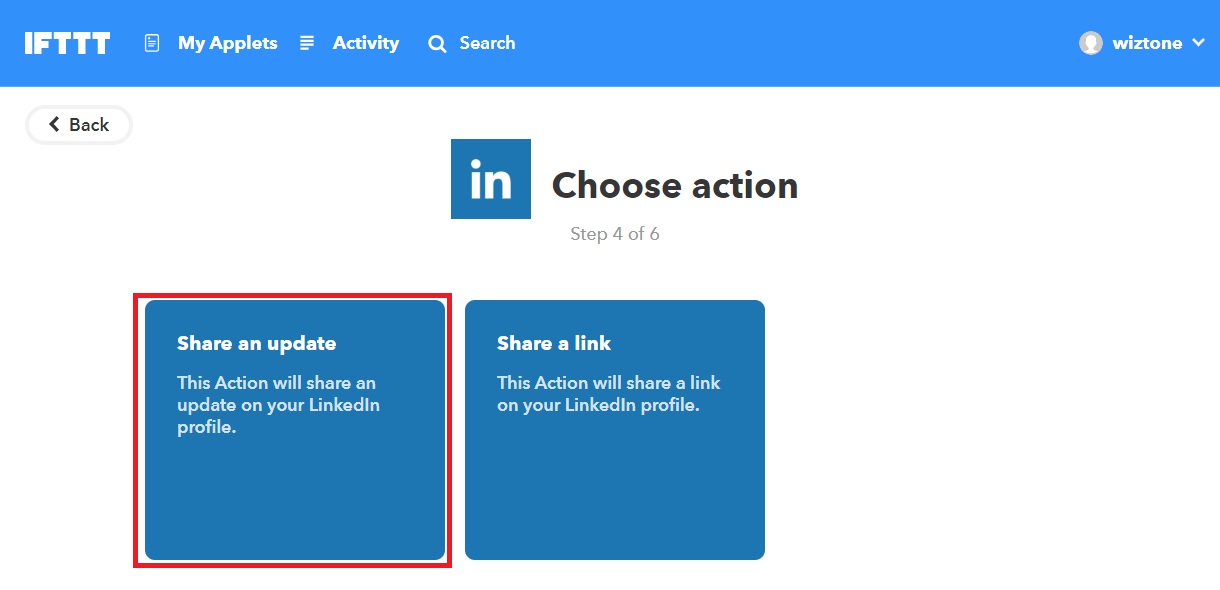 IFTTT My Applets Activity Search wiztone
Back
in Choose action
Step 4 of 6
Share an update
This Action will share an
update on your LinkedIn
profile.
Share a link
This Action will share a link
on your LinkedIn profile.